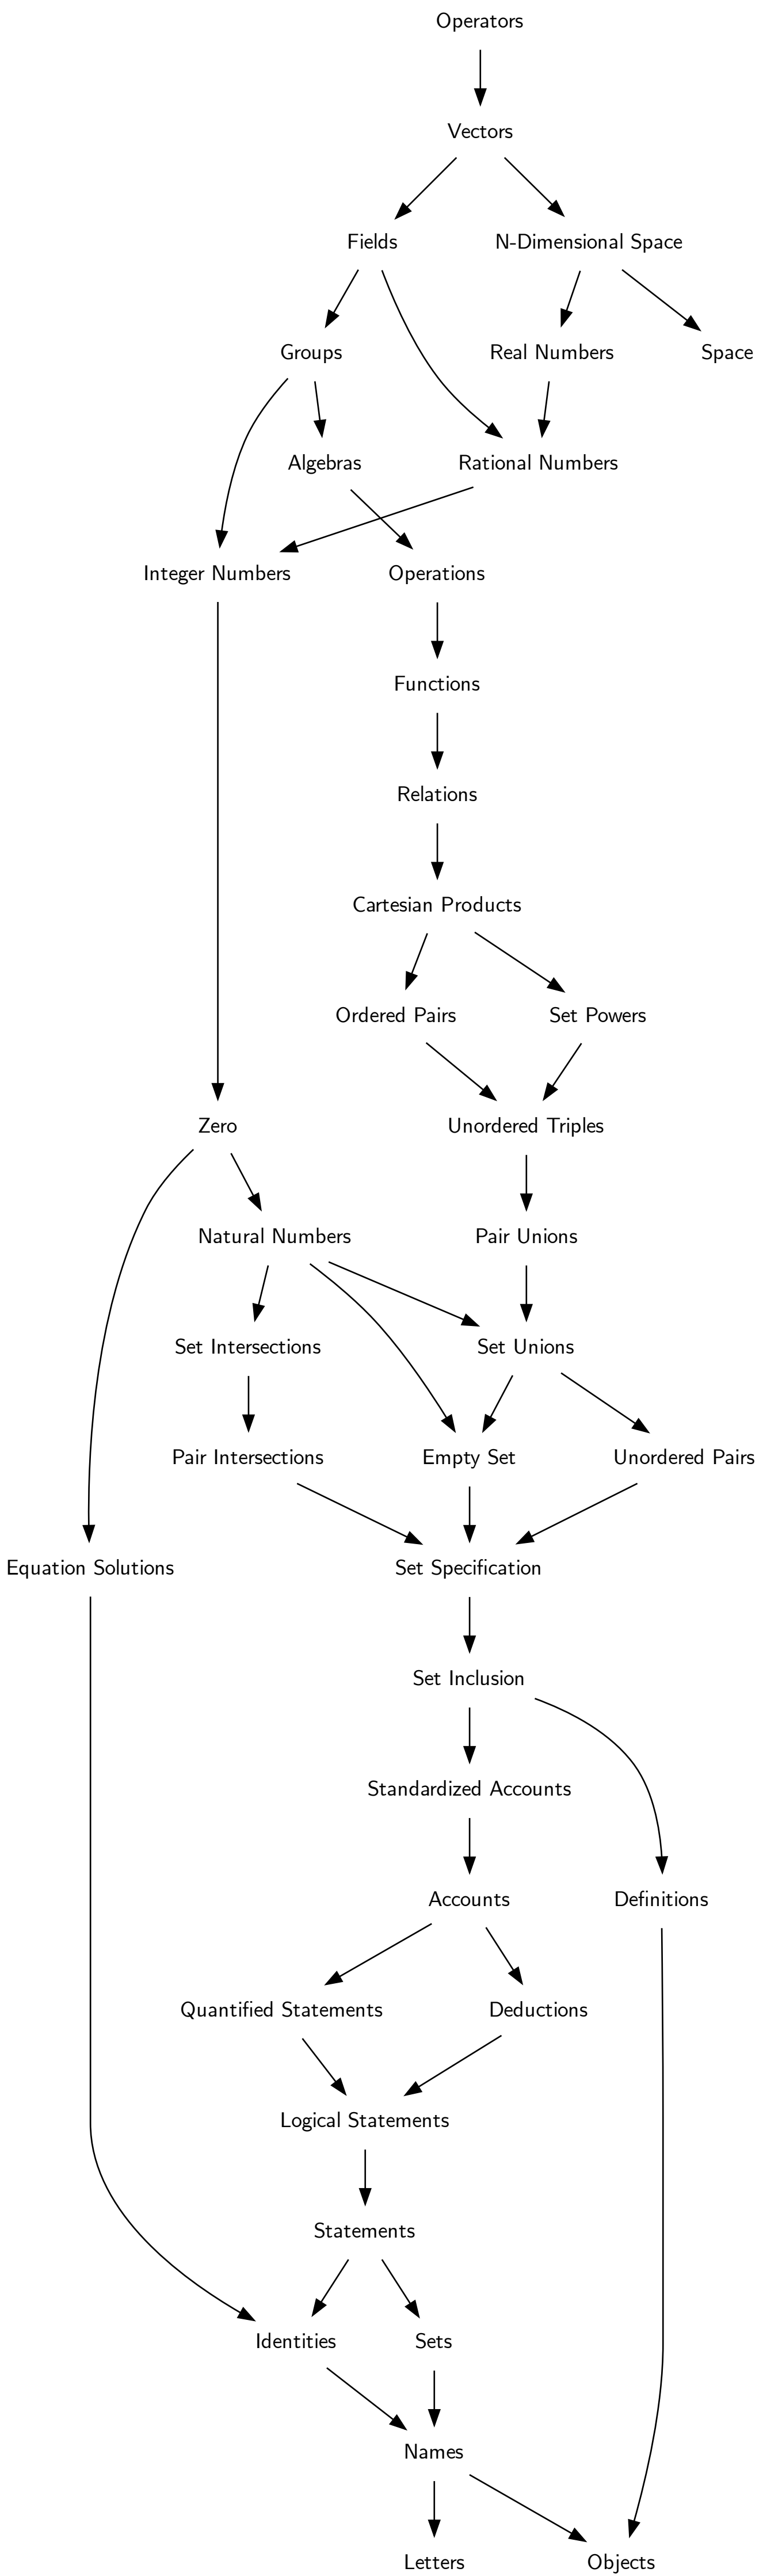 Operators
Vectors
Fields
N-Dimensional Space
Groups
Real Numbers
Space
Algebras
Rational Numbers
Integer Numbers
Operations
Functions
Relations
Cartesian Products
Ordered Pairs
Set Powers
Zero
Unordered Triples
Natural Numbers
Pair Unions
Set Intersections
Set Unions
Pair Intersections
Empty Set
Unordered Pairs
Equation Solutions
Set Specification
Set Inclusion
Standardized Accounts
Accounts
Definitions
Quantified Statements
Deductions
Logical Statements
Statements
Identities
Sets
Names
Letters
Objects